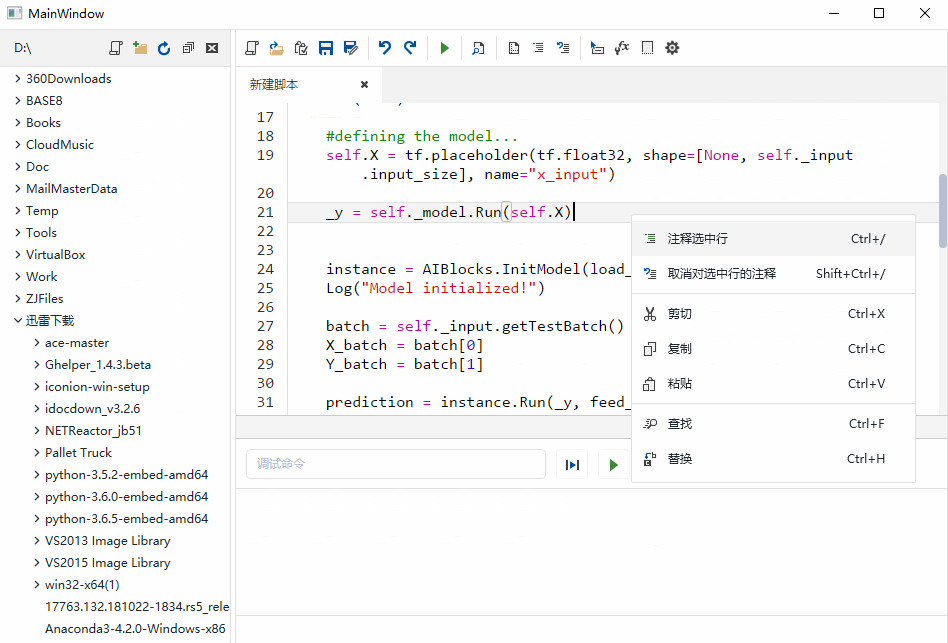 MainWindow
D:\
新建脚本
360Downloads
BASE8
Books
CloudMusic
Doc
MailMasterData
Temp
Tools
VirtualBox
Work
ZJFiles
迅雷下载
ace-master
Ghelper_1.4.3.beta
iconion-win-setup
idocdown_v3.2.6
NETReactor_jb51
Pallet Truck
python-3.5.2-embed-amd64
python-3.6.0-embed-amd64
python-3.6.5-embed-amd64
VS2013 Image Library
VS2015 Image Library
win32-x64(1)
17763.132.181022-1834.rs5_rele
Anaconda3-4.2.0-Windows-x86
17
18 #defining the model...
19 self.X = tf.placeholder(tf.float32, shape=[None, self._input
.input_size], name="x_input")
20
21 _y = self._model.Run(self.X)
22
23
24 instance = AIBlocks.InitModel(load_
25 Log("Model initialized!")
26
27 batch = self._input.getTestBatch()
28 X_batch = batch[0]
29 Y_batch = batch[1]
30
31 prediction = instance.Run(_y, feed_
注释选中行 Ctrl+/
取消对选中行的注释 Shift+Ctrl+/
剪切 Ctrl+X
复制 Ctrl+C
粘贴 Ctrl+V
查找 Ctrl+F
替换 Ctrl+H
调试命令